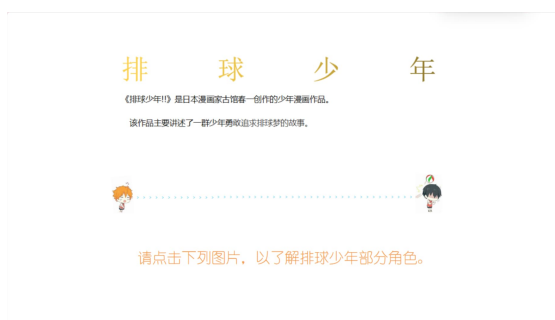 排球少年
《排球少年!!》是日本漫画家古馆春一创作的少年漫画作品。
该作品主要讲述了一群少年勇敢追求排球梦的故事。
请点击下列图片，以了解排球少年部分角色。